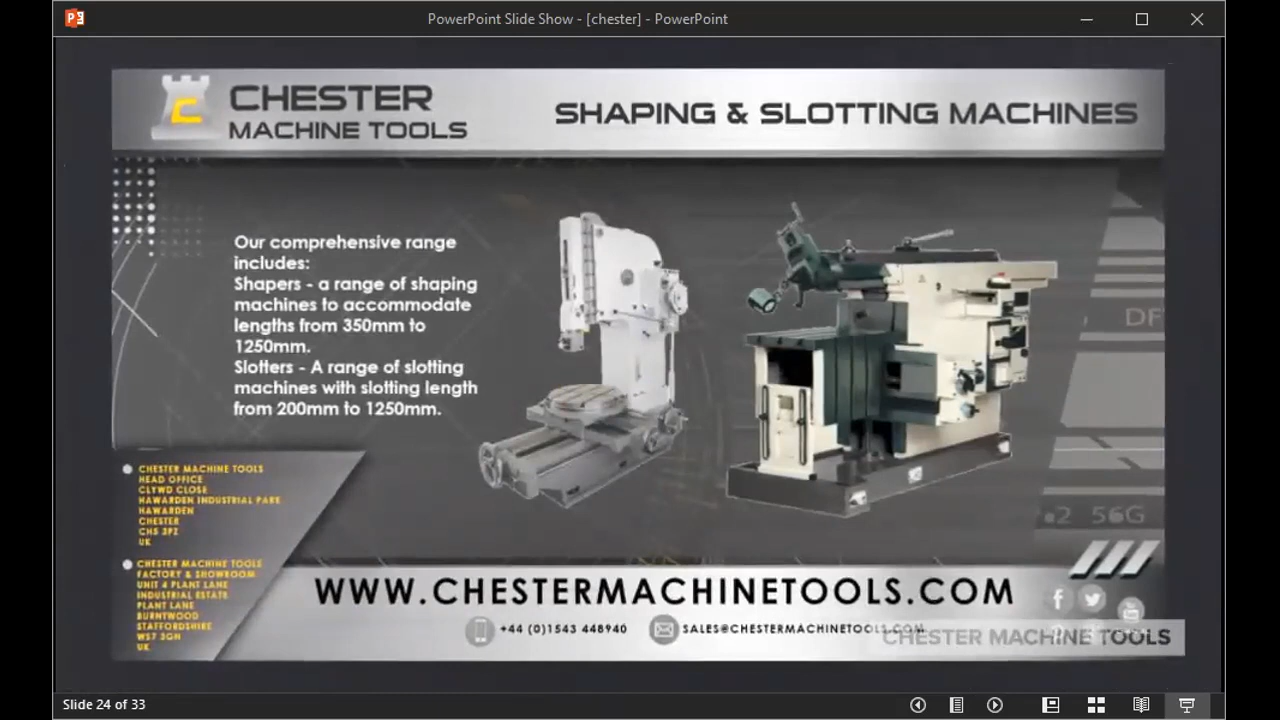 PowerPoint Slide Show - [chester] - PowerPoint
CHESTER
MACHINE TOOLS
SHAPING & SLOTTING MACHINES
Our comprehensive range
includes:
Shapers - a range of shaping
machines to accommodate
lengths from 350mm to
1250mm.
Slotters - A range of slotting
machines with slotting length
from 200mm to 1250mm.
DF
.2 56G
CHESTER MACHINE TOOLS
HEAD OFFICE
CLYWD CLOSE
HAWARDEN INDUSTRIAL PARK
HAWARDEN
CHESTER
CH5 3PZ
UK
CHESTER MACHINE TOOLS
FACTORY & SHOWROOM
UNIT 4 PLANT LANE
INDUSTRIAL ESTATE
PLANT LANE
BURNTWOOD
STAFFORDSHIRE
WS7 3GN
UK
WWW.CHESTERMACHINETOOLS.COM
+44 (0)1543 448940
SALES@CHESTERMACHINETOOLS.COM
CHESTER MACHINE TOOLS
Slide 24 of 33